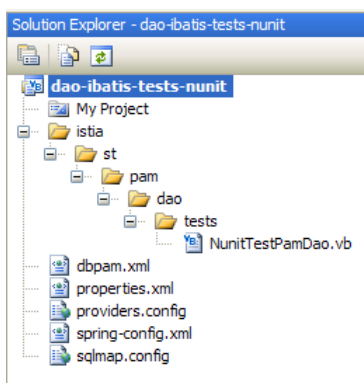 Solution Explorer - dao-ibatis-tests-nunit
dao-ibatis-tests-nunit
My Project
istia
st
pam
dao
tests
NunitTestPamDao.vb
dbpam.xml
properties.xml
providers.config
spring-config.xml
sqlmap.config